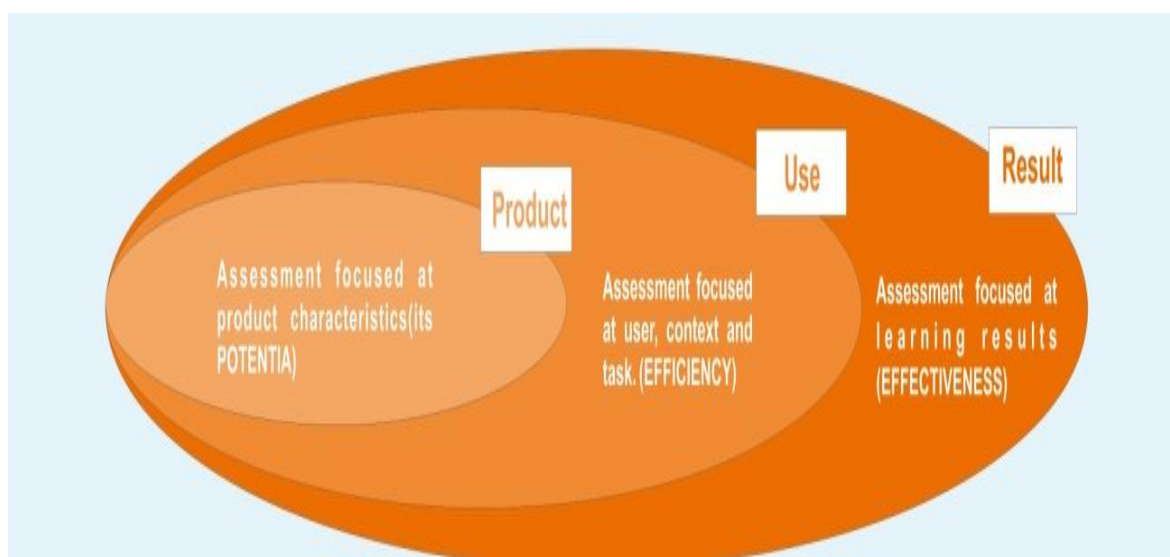 Product
Use
Result
Assessment focused at
product characteristics(its
POTENTIA)
Assessment focused
at user, context and
task. (EFFICIENCY)
Assessment focused at
learning results
(EFFECTIVENESS)